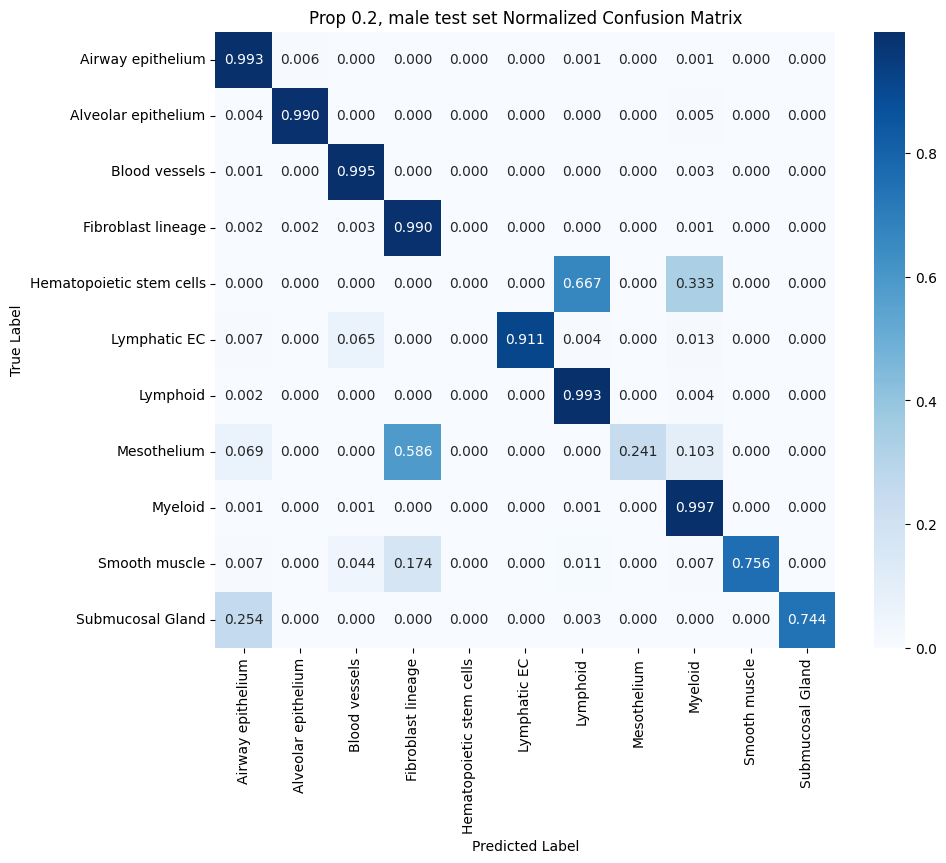 Prop 0.2, male test set Normalized Confusion Matrix
True Label
Airway epithelium 0.993 0.006 0.000 0.000 0.000 0.000 0.001 0.000 0.001 0.000 0.000
Alveolar epithelium 0.004 0.990 0.000 0.000 0.000 0.000 0.000 0.000 0.005 0.000 0.000
Blood vessels 0.001 0.000 0.995 0.000 0.000 0.000 0.000 0.000 0.003 0.000 0.000
Fibroblast lineage 0.002 0.002 0.003 0.990 0.000 0.000 0.000 0.000 0.001 0.000 0.000
Hematopoietic stem cells 0.000 0.000 0.000 0.000 0.000 0.000 0.667 0.000 0.333 0.000 0.000
Lymphatic EC 0.007 0.000 0.065 0.000 0.000 0.911 0.004 0.000 0.013 0.000 0.000
Lymphoid 0.002 0.000 0.000 0.000 0.000 0.000 0.993 0.000 0.004 0.000 0.000
Mesothelium 0.069 0.000 0.000 0.586 0.000 0.000 0.000 0.241 0.103 0.000 0.000
Myeloid 0.001 0.000 0.001 0.000 0.000 0.000 0.001 0.000 0.997 0.000 0.000
Smooth muscle 0.007 0.000 0.044 0.174 0.000 0.000 0.011 0.000 0.007 0.756 0.000
Submucosal Gland 0.254 0.000 0.000 0.000 0.000 0.000 0.003 0.000 0.000 0.000 0.744
Airway epithelium
Alveolar epithelium
Blood vessels
Fibroblast lineage
Hematopoietic stem cells
Lymphatic EC
Lymphoid
Mesothelium
Myeloid
Smooth muscle
Submucosal Gland
Predicted Label
0.8
0.6
0.4
0.2
0.0